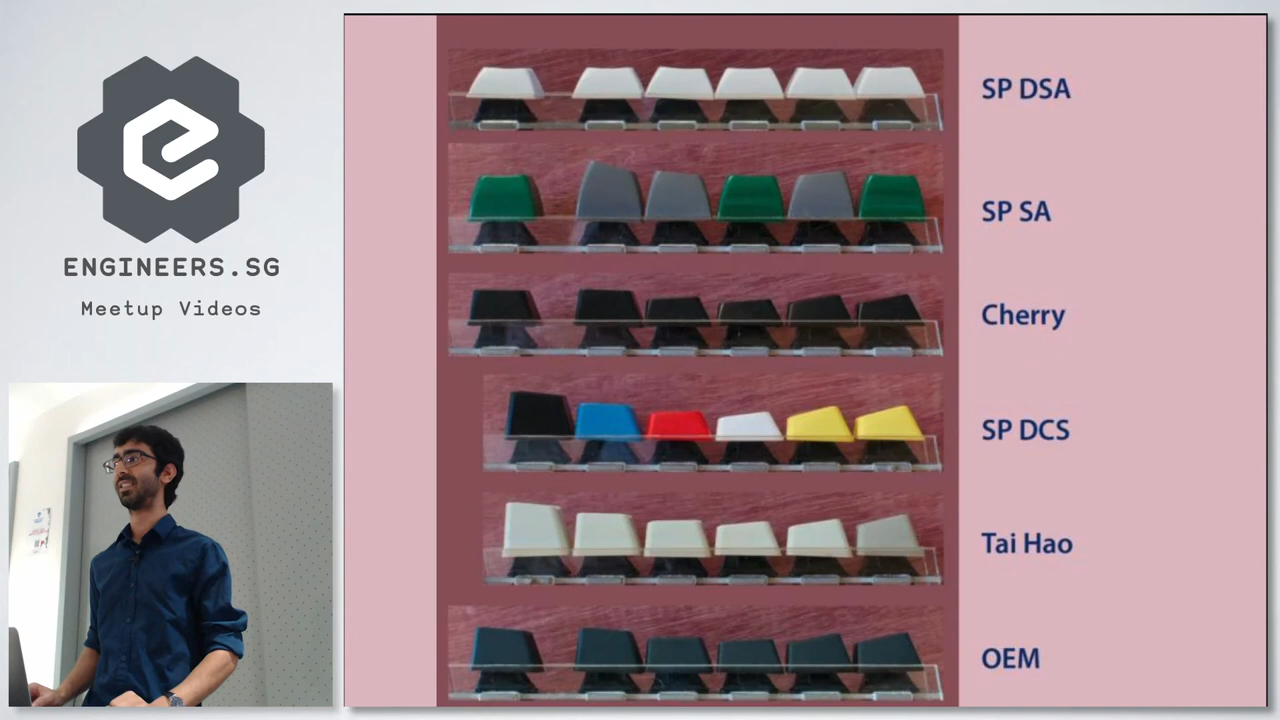 ENGINEERS.SG
Meetup Videos
SP DSA
SP SA
Cherry
SP DCS
Tai Hao
OEM